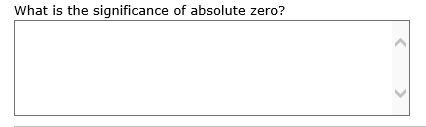 What is the significance of absolute zero?